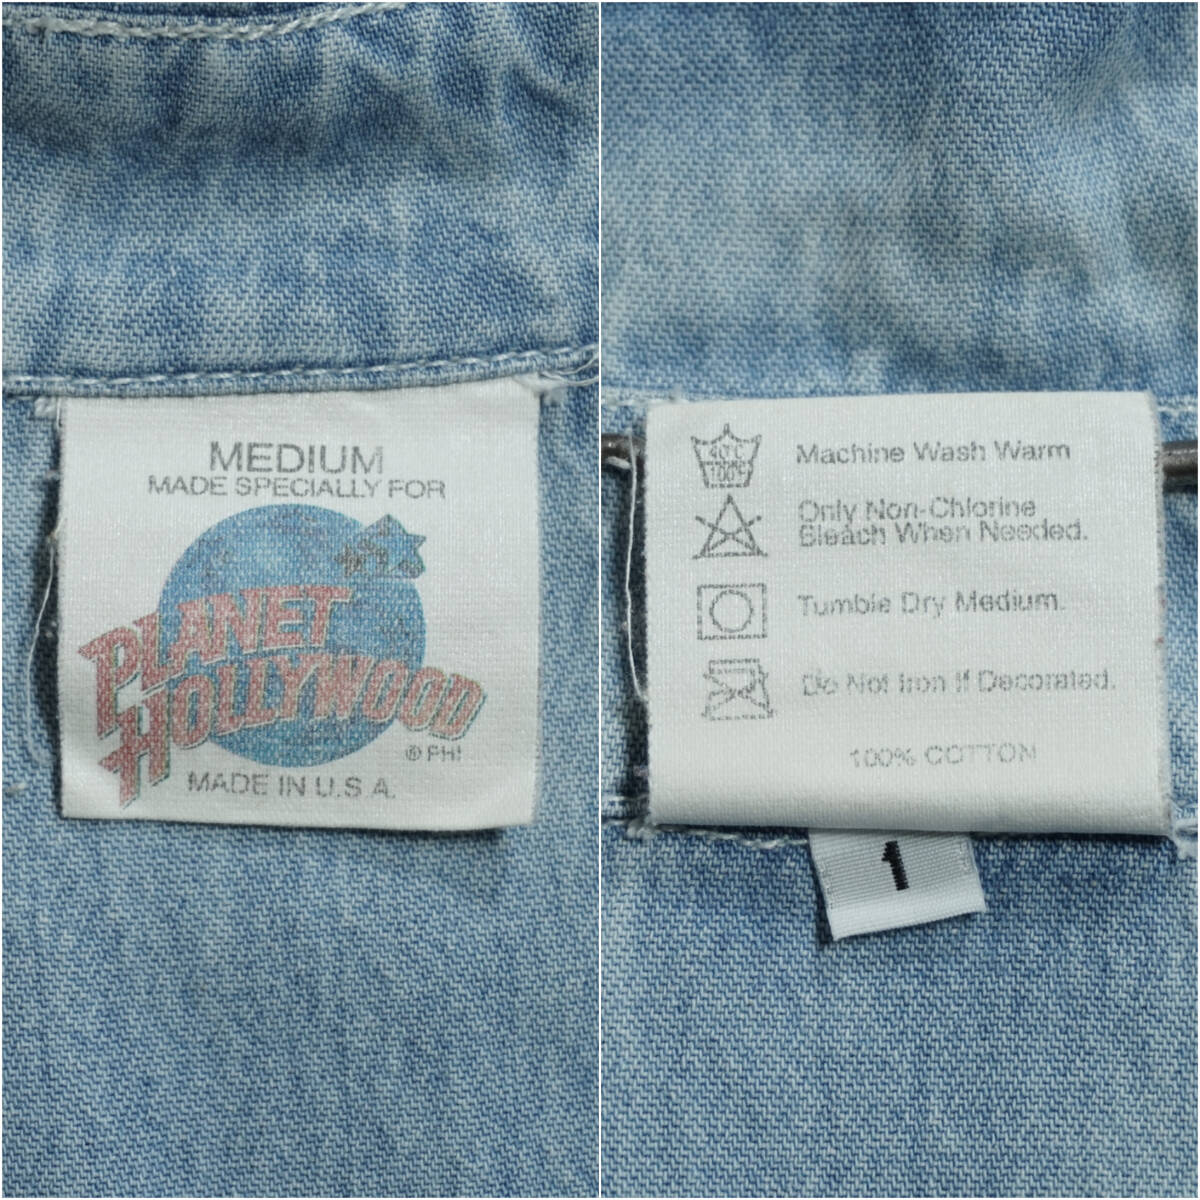 MEDIUM
MADE SPECIALLY FOR
PLANET
HOLLYWOOD
® PHI
MADE IN U.S.A.
40°C
100°F
Machine Wash Warm
Only Non-Chlorine
Bleach When Needed.
Tumble Dry Medium.
Do Not Iron If Decorated.
100% COTTON
1